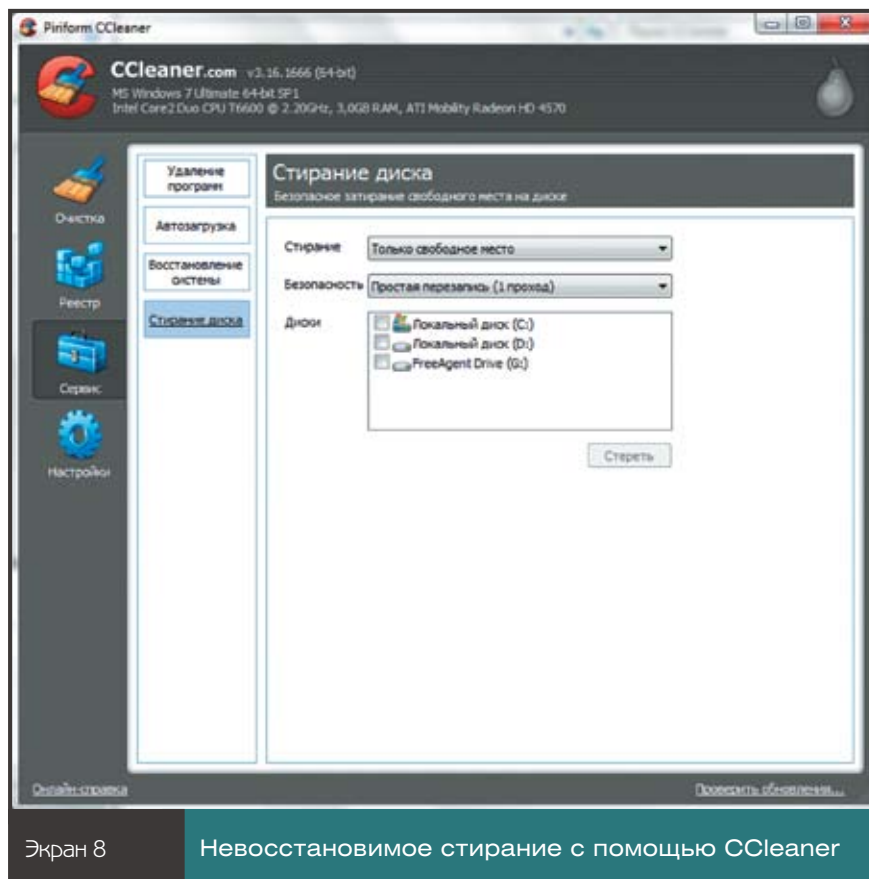 Piriform CCleaner
CCleaner.com v3.16.1666 (64-bit)
MS Windows 7 Ultimate 64-bit SP1
Intel Core2 Duo CPU T6600 @ 2.20GHz, 3,0GB RAM, ATI Mobility Radeon HD 4570
Очистка
Реестр
Сервис
Настройки
Удаление
программ
Автозагрузка
Восстановление
системы
Стирание диска
Стирание диска
Безопасное затирание свободного места на диске
Стирание Только свободное место
Безопасность Простая перезапись (1 проход)
Диски Локальный диск (C:)
Локальный диск (D:)
FreeAgent Drive (G:)
Стереть
Онлайн-справка
Проверить обновления...
Экран 8 Невосстановимое стирание с помощью CCleaner